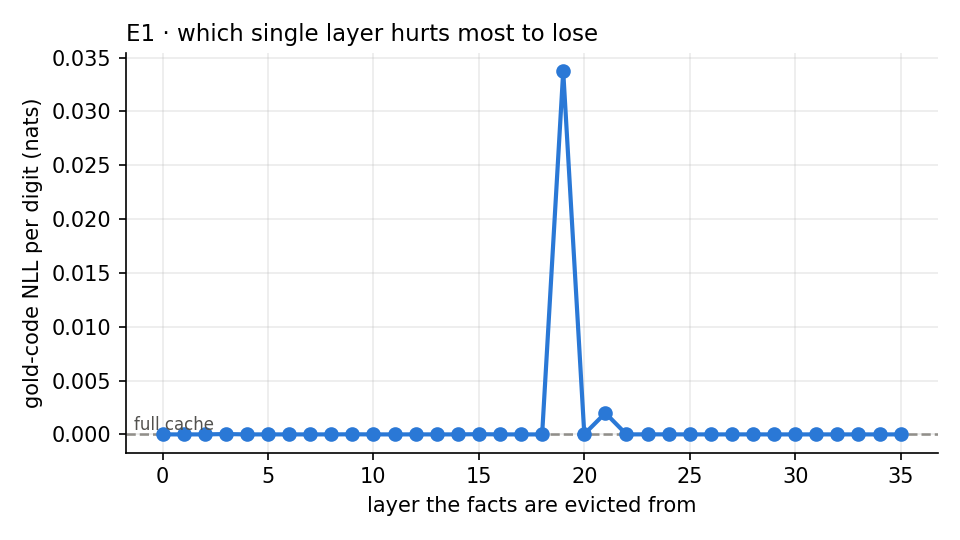 E1 · which single layer hurts most to lose
gold-code NLL per digit (nats)
0.035
0.030
0.025
0.020
0.015
0.010
0.005
0.000
full cache
0 5 10 15 20 25 30 35
layer the facts are evicted from